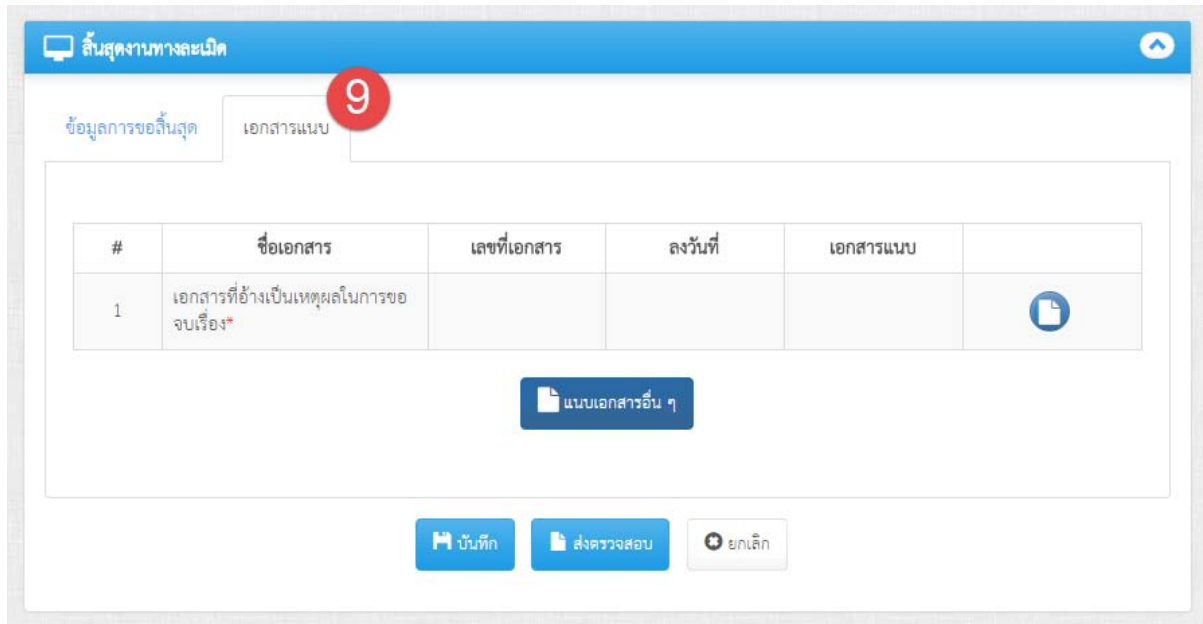 สิ้นสุดงานทางละเมิด
9
ข้อมูลการขอสิ้นสุด เอกสารแนบ
# ชื่อเอกสาร เลขที่เอกสาร ลงวันที่ เอกสารแนบ
1 เอกสารที่อ้างเป็นเหตุผลในการขอ
จบเรื่อง*
แนบเอกสารอื่น ๆ
บันทึก ส่งตรวจสอบ ยกเลิก